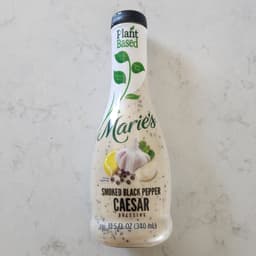 Plant
Based
Marie's
SMOKED BLACK PEPPER
CAESAR
DRESSING
11.5 FL OZ (340 mL)